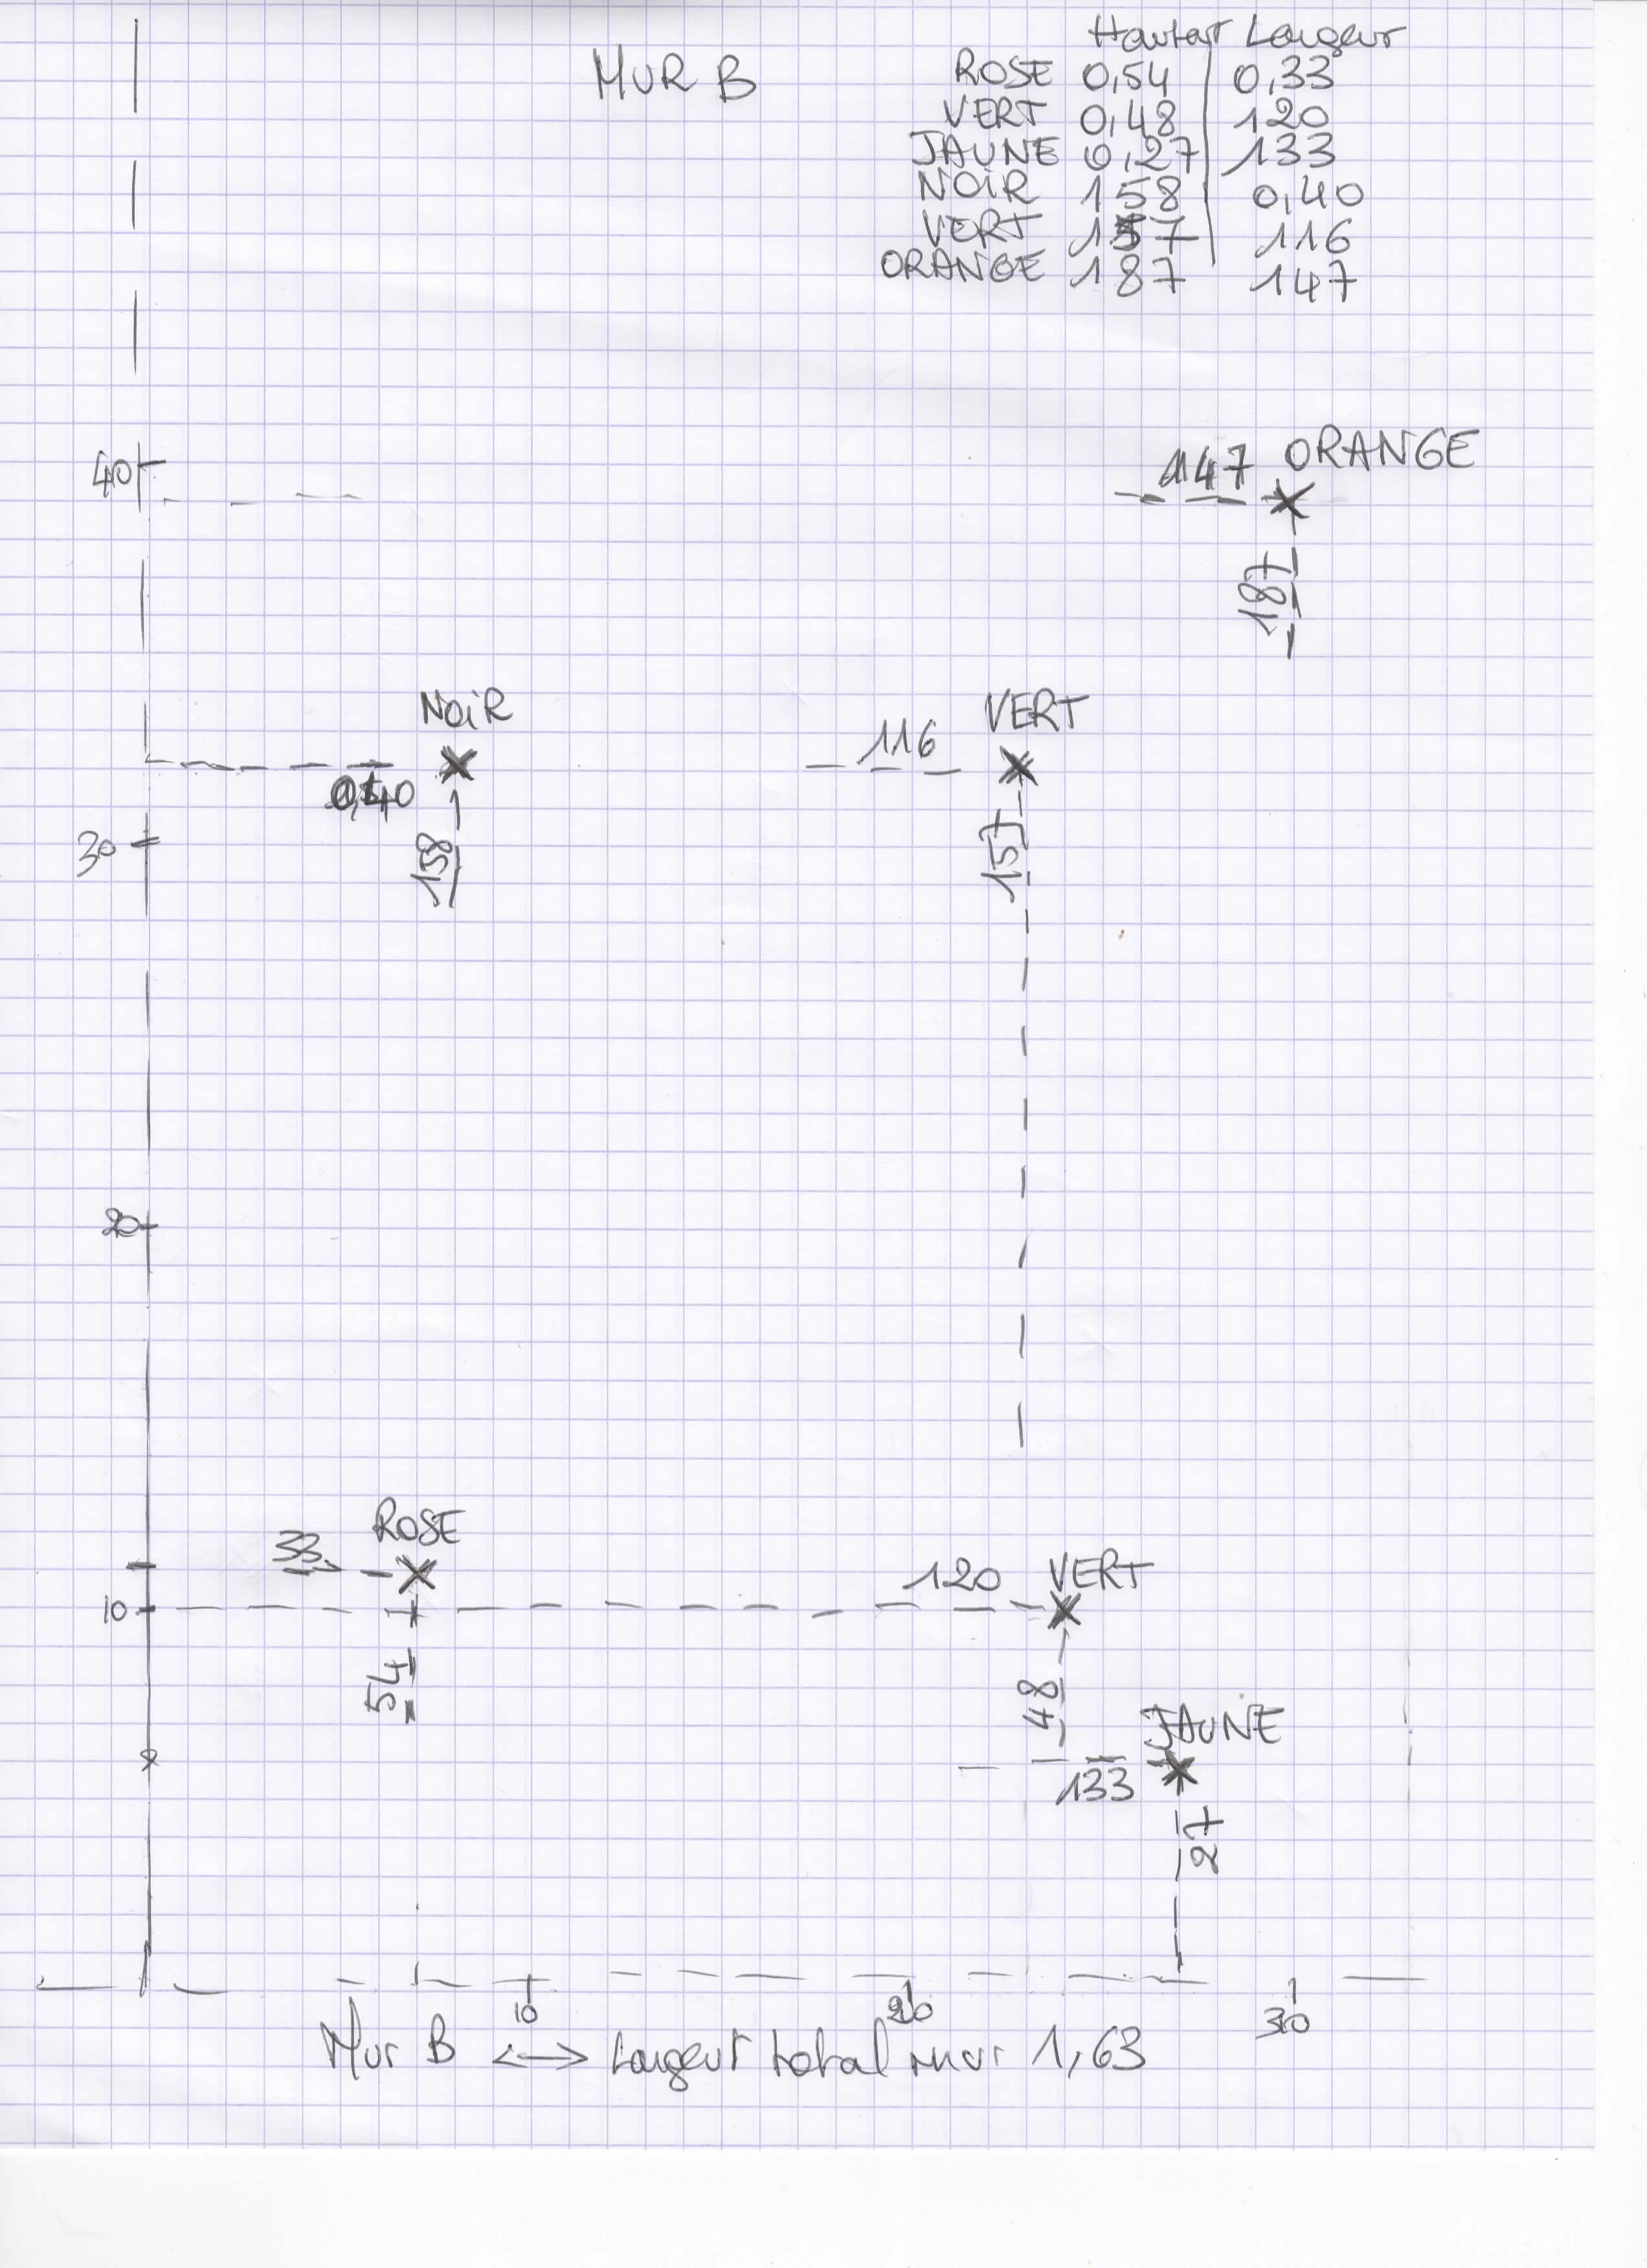 MUR B
Hauteur Largeur
ROSE 0,54 0,33
VERT 0,48 120
JAUNE 0,27 133
NOIR 158 0,40
VERT 157 116
ORANGE 187 147
40
147 ORANGE
187
NOIR
VERT
116
0,40
158
157
30
20
ROSE
33
VERT
120
10
54
48
JAUNE
133
27
10
20
30
Mur B <-> Largeur total mur 1,63